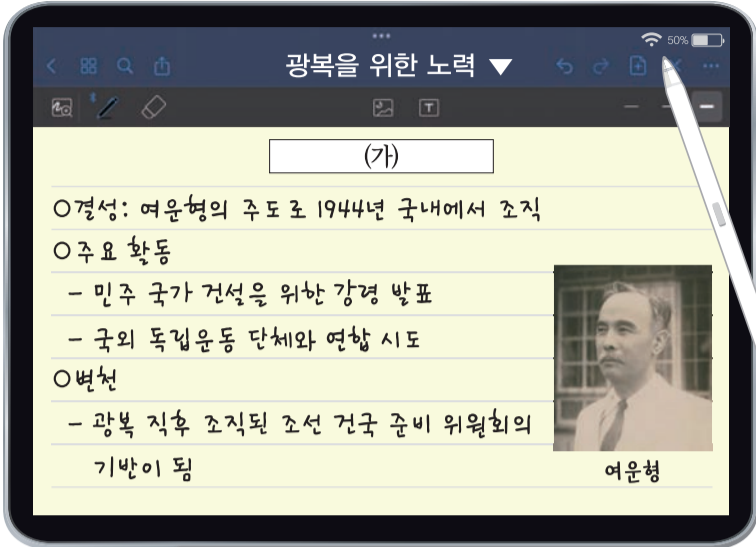 50%
광복을 위한 노력 ▼
T
(가)
○결성: 여운형의 주도로 1944년 국내에서 조직
○주요 활동
- 민주 국가 건설을 위한 강령 발표
- 국외 독립운동 단체와 연합 시도
○변천
- 광복 직후 조직된 조선 건국 준비 위원회의
기반이 됨
여운형